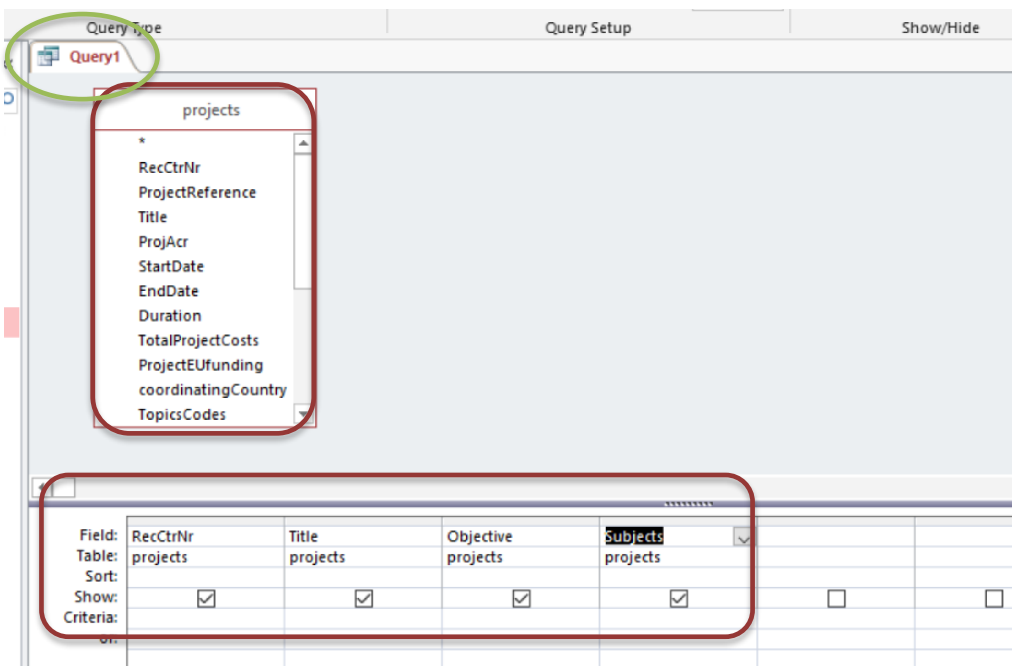 Query Type Query Setup Show/Hide
Query1
projects
*
RecCtrNr
ProjectReference
Title
ProjAcr
StartDate
EndDate
Duration
TotalProjectCosts
ProjectEUfunding
coordinatingCountry
TopicsCodes
Field: RecCtrNr Title Objective Subjects
Table: projects projects projects projects
Sort:
Show:
Criteria:
or: